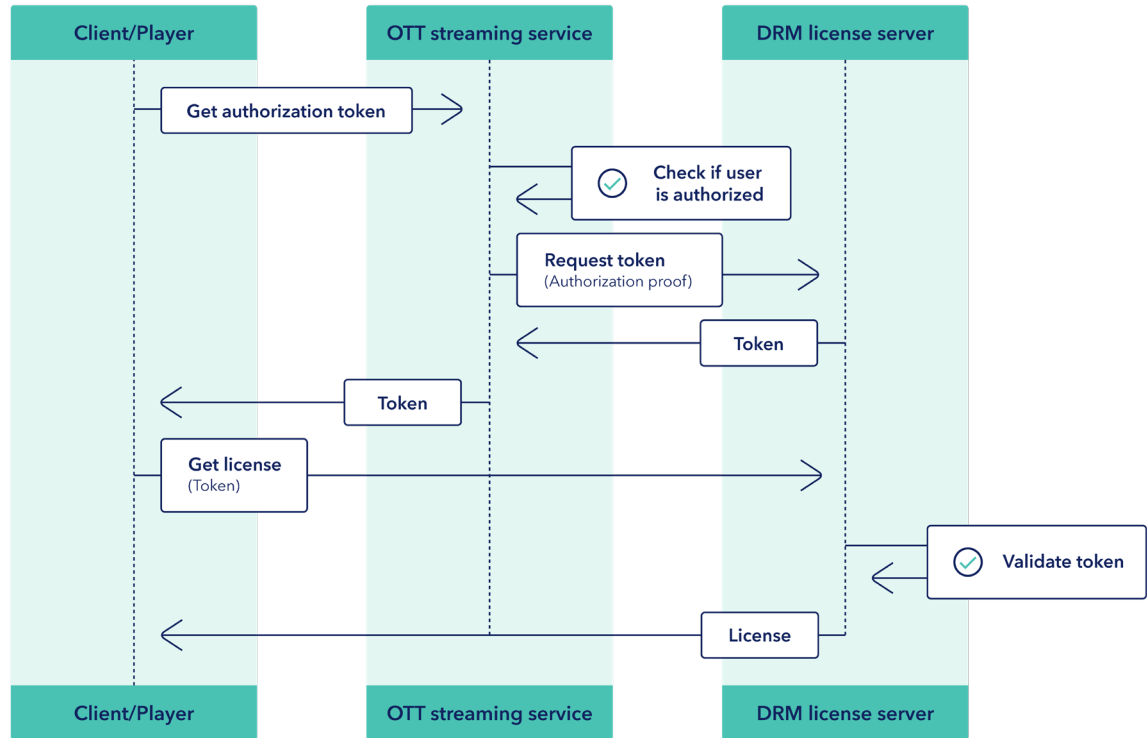 Client/Player
OTT streaming service
DRM license server
Get authorization token
Check if user
is authorized
Request token
(Authorization proof)
Token
Token
Get license
(Token)
Validate token
License
Client/Player
OTT streaming service
DRM license server